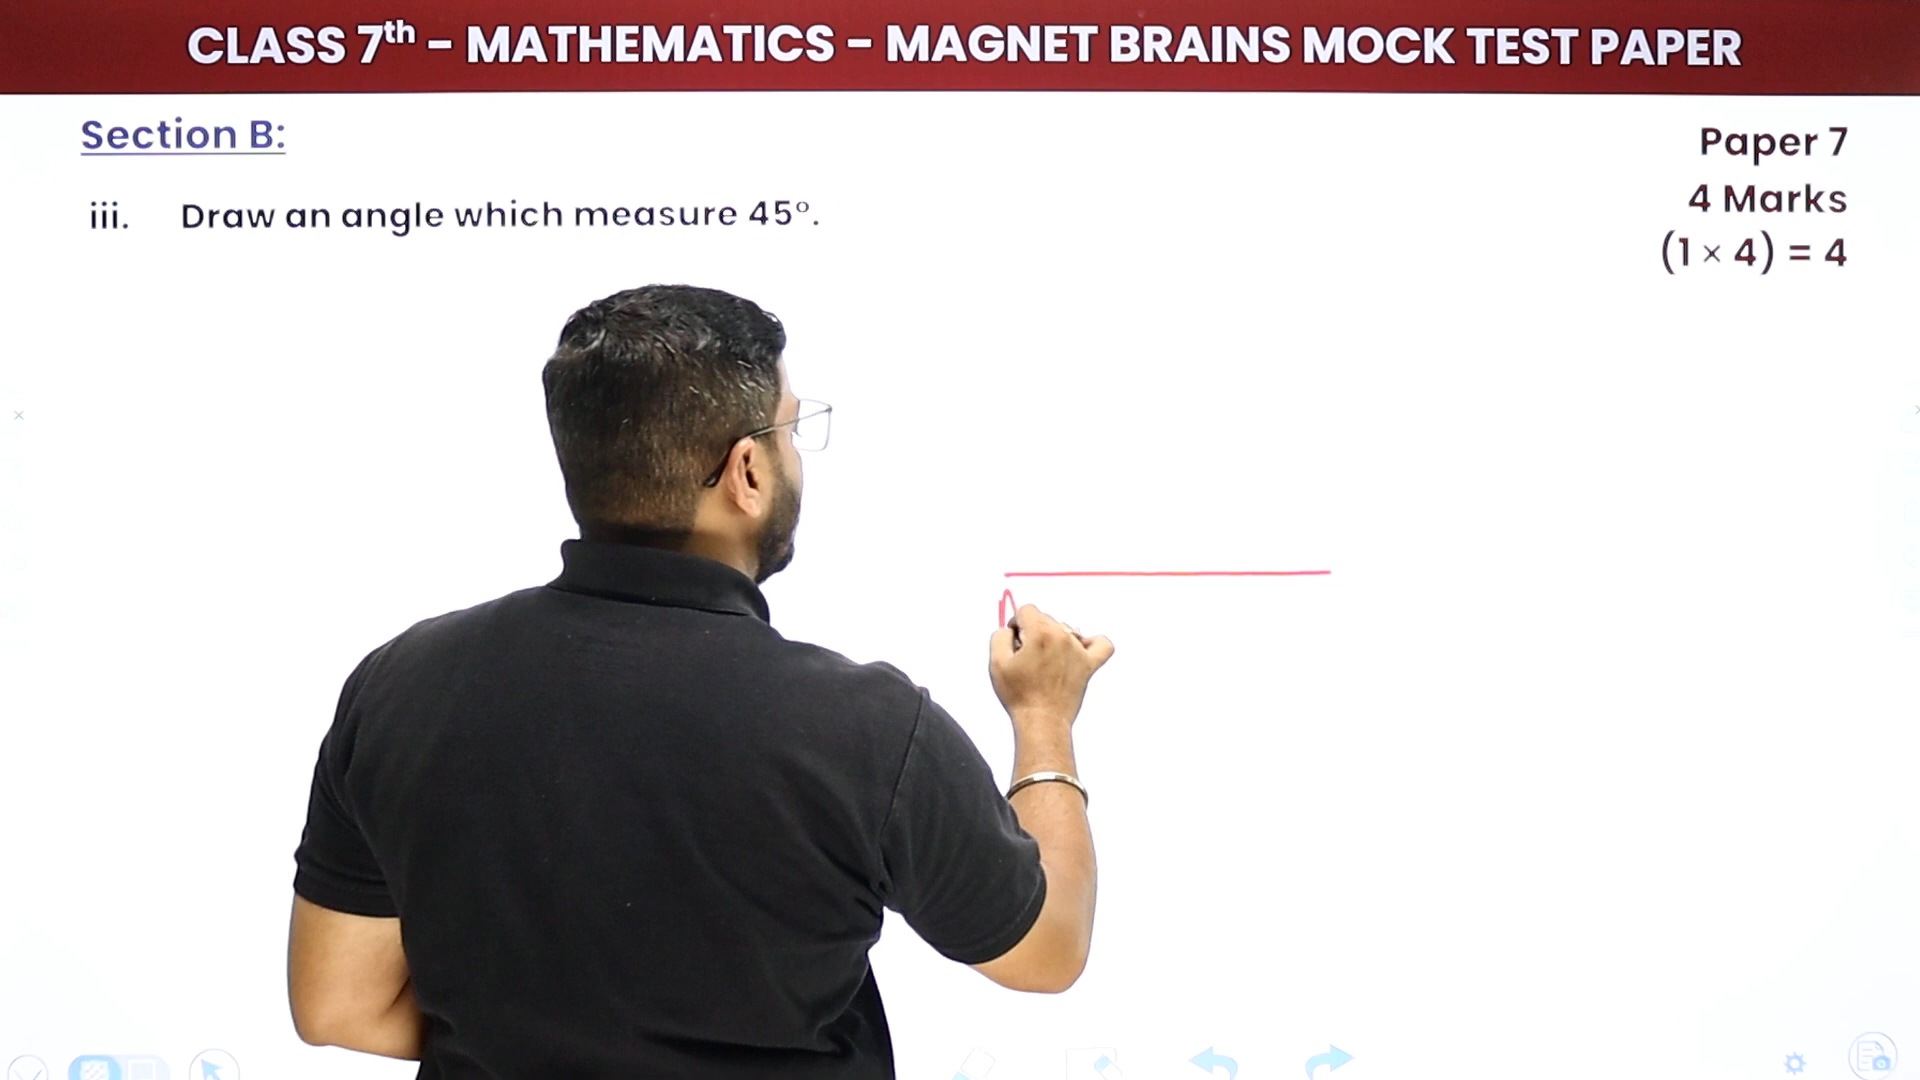 CLASS 7th – MATHEMATICS – MAGNET BRAINS MOCK TEST PAPER
Section B:
Paper 7
4 Marks
(1 × 4) = 4
iii. Draw an angle which measure 45°.